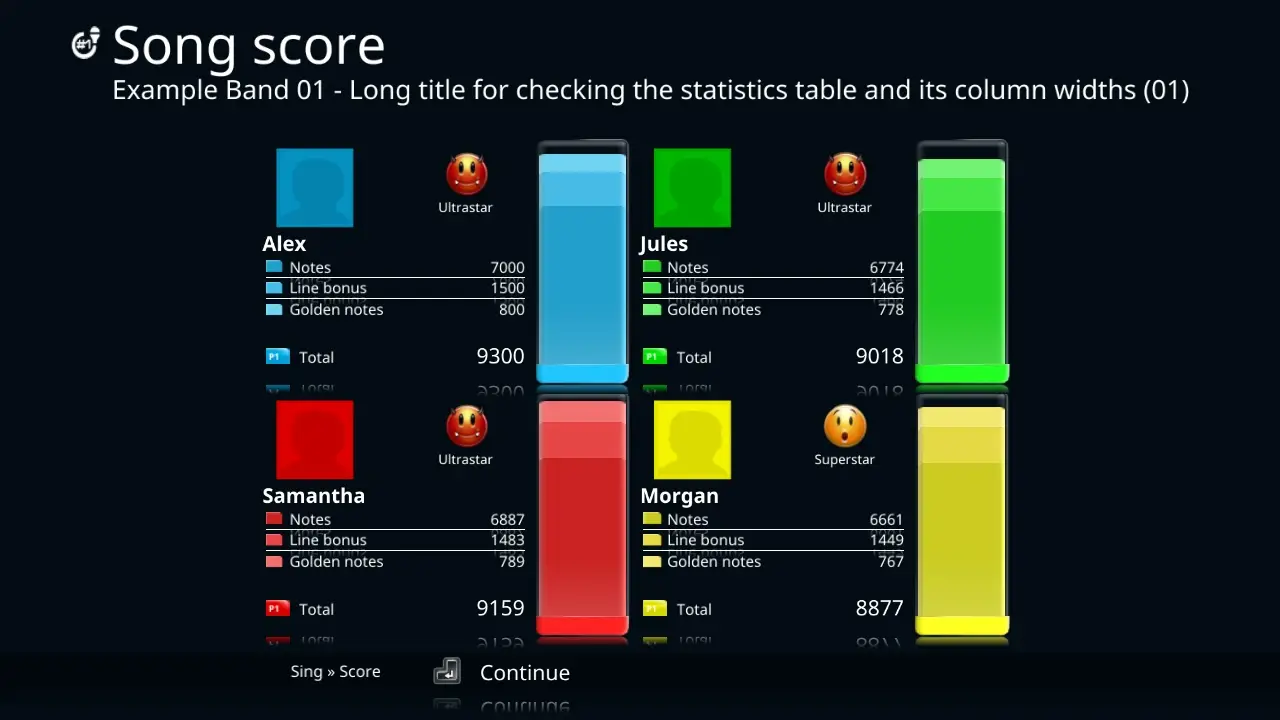 #1 Song score
Example Band 01 - Long title for checking the statistics table and its column widths (01)
Ultrastar
Alex
Notes 7000
Line bonus 1500
Golden notes 800
P1 Total 9300
Ultrastar
Jules
Notes 6774
Line bonus 1466
Golden notes 778
P1 Total 9018
Ultrastar
Samantha
Notes 6887
Line bonus 1483
Golden notes 789
P1 Total 9159
Superstar
Morgan
Notes 6661
Line bonus 1449
Golden notes 767
P1 Total 8877
Sing » Score
Continue